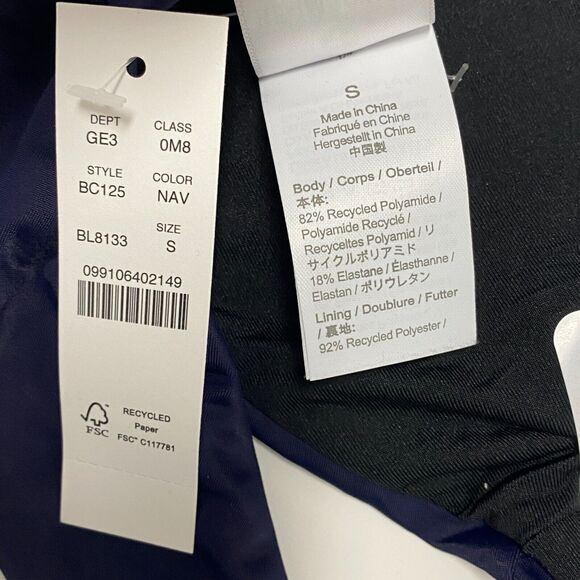 DEPT CLASS
GE3 0M8
STYLE COLOR
BC125 NAV
BL8133 SIZE
S
099106402149
FSC
RECYCLED
Paper
FSC™ C117781
S
Made in China
Fabriqué en Chine
Hergestellt in China
中国製
Body / Corps / Oberteil /
本体:
82% Recycled Polyamide /
Polyamide Recyclé /
Recyceltes Polyamid / リ
サイクルポリアミド
18% Elastane / Élasthanne /
Elastan / ポリウレタン
Lining / Doublure / Futter
/ 裏地:
92% Recycled Polyester /